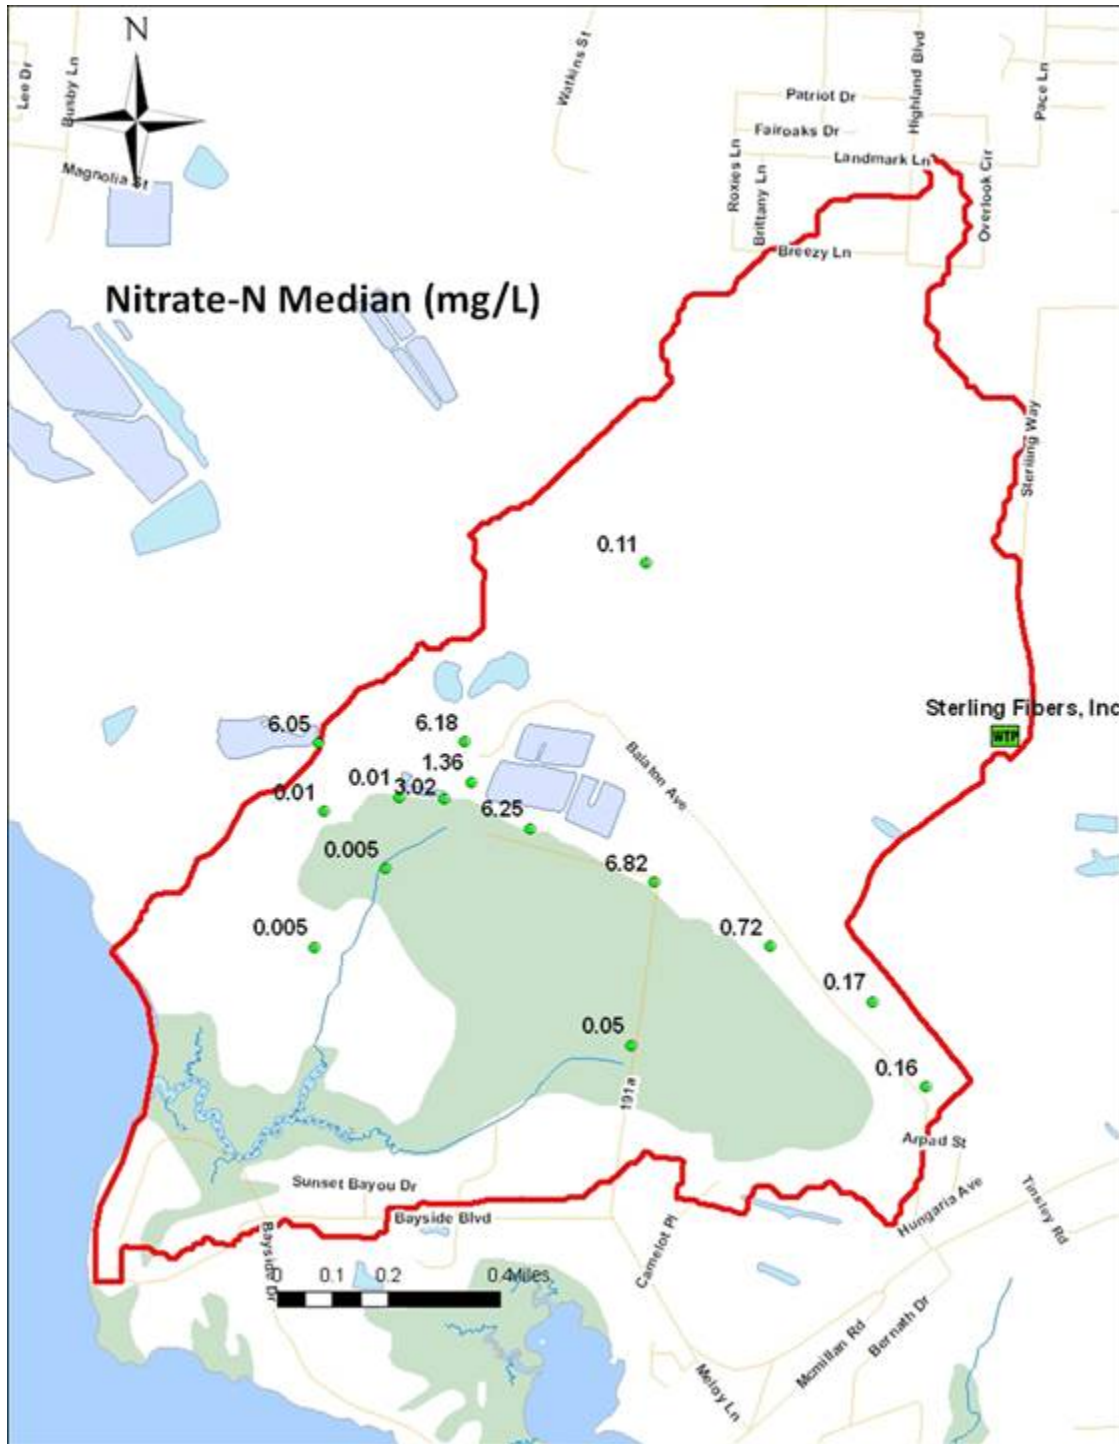 N
Lee Dr
Busby Ln
Magnolia St
Watkins St
Patriot Dr
Highland Blvd
Pace Ln
Fairoaks Dr
Landmark Ln
Roxies Ln
Brittany Ln
Overlook Cir
Breezy Ln
Nitrate-N Median (mg/L)
Sterling Way
0.11
Sterling Fibers, Inc
WTP
6.05
6.18
1.36
0.01
3.02
0.01
6.25
Balaton Ave
0.005
6.82
0.005
0.72
0.17
0.05
0.16
191a
Arpad St
Sunset Bayou Dr
Bayside Blvd
Hungaria Ave
Tinsley Rd
Bayside Dr
Camelot Pl
0 0.1 0.2 0.4 Miles
Bernath Dr
Mcmillan Rd
Meloy Ln